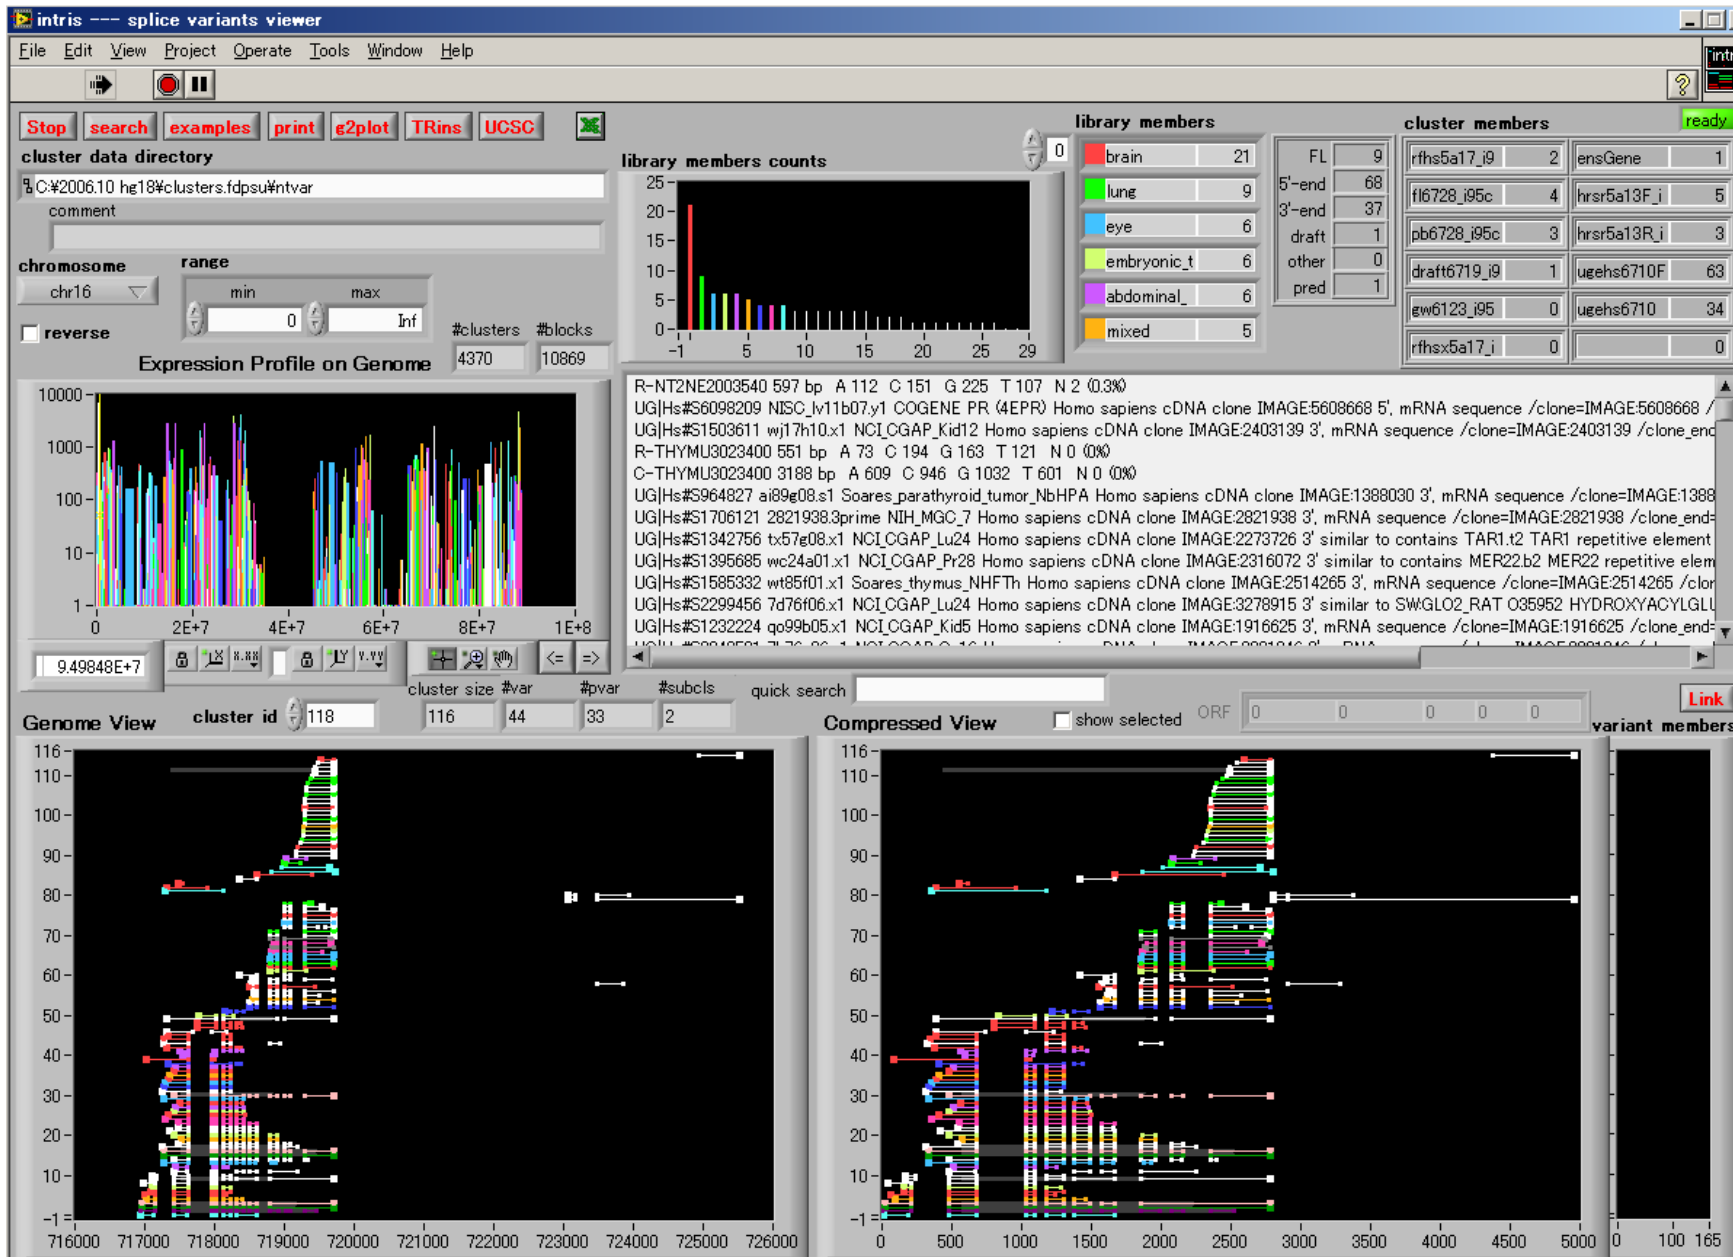 intris --- splice variants viewer
File Edit View Project Operate Tools Window Help
intr
Stop search examples print g2plot TRins UCSC
cluster data directory
C:¥2006.10 hg18¥clusters.fdpsu¥ntvar
comment
chromosome
chr16
range
min max
0 Inf
reverse
#clusters #blocks
4370 10869
Expression Profile on Genome
10000
1000
100
10
1
0 2E+7 4E+7 6E+7 8E+7 1E+8
9.49848E+7
library members counts
0
25
20
15
10
5
0
-1 5 10 15 20 25 29
library members
brain 21
lung 9
eye 6
embryonic_t 6
abdominal_ 6
mixed 5
FL 9
5'-end 68
3'-end 37
draft 1
other 0
pred 1
cluster members
ready
rfhs5a17_i9 2 ensGene 1
fl6728_i95c 4 hrsr5a13F_i 5
pb6728_i95c 3 hrsr5a13R_i 3
draft6719_i9 1 ugehs6710F 63
gw6123_i95 0 ugehs6710 34
rfhsx5a17_i 0 0
R-NT2NE2003540 597 bp A 112 C 151 G 225 T 107 N 2 (0.3%)
UG|Hs#S6098209 NISC_lv11b07.y1 COGENE PR (4EPR) Homo sapiens cDNA clone IMAGE:5608668 5', mRNA sequence /clone=IMAGE:5608668 /
UG|Hs#S1503611 wj17h10.x1 NCI_CGAP_Kid12 Homo sapiens cDNA clone IMAGE:2403139 3', mRNA sequence /clone=IMAGE:2403139 /clone_end
R-THYMU3023400 551 bp A 73 C 194 G 163 T 121 N 0 (0%)
C-THYMU3023400 3188 bp A 609 C 946 G 1032 T 601 N 0 (0%)
UG|Hs#S964827 ai89g08.s1 Soares_parathyroid_tumor_NbHPA Homo sapiens cDNA clone IMAGE:1388030 3', mRNA sequence /clone=IMAGE:1388
UG|Hs#S1706121 2821938.3prime NIH_MGC_7 Homo sapiens cDNA clone IMAGE:2821938 3', mRNA sequence /clone=IMAGE:2821938 /clone_end=
UG|Hs#S1342756 tx57g08.x1 NCI_CGAP_Lu24 Homo sapiens cDNA clone IMAGE:2273726 3' similar to contains TAR1.t2 TAR1 repetitive element
UG|Hs#S1395685 wc24a01.x1 NCI_CGAP_Pr28 Homo sapiens cDNA clone IMAGE:2316072 3' similar to contains MER22.b2 MER22 repetitive elem
UG|Hs#S1585332 wt85f01.x1 Soares_thymus_NHFTh Homo sapiens cDNA clone IMAGE:2514265 3', mRNA sequence /clone=IMAGE:2514265 /clor
UG|Hs#S2299456 7d76f06.x1 NCI_CGAP_Lu24 Homo sapiens cDNA clone IMAGE:3278915 3' similar to SW:GLO2_RAT O35952 HYDROXYACYLGLU
UG|Hs#S1232224 qo99b05.x1 NCI_CGAP_Kid5 Homo sapiens cDNA clone IMAGE:1916625 3', mRNA sequence /clone=IMAGE:1916625 /clone_end=
cluster size #var #pvar #subcls
116 44 33 2
quick search
Link
Genome View cluster id 118
Compressed View show selected ORF 0 0 0 0 0
variant members
116
110
100
90
80
70
60
50
40
30
20
10
-1
716000 717000 718000 719000 720000 721000 722000 723000 724000 725000 726000
116
110
100
90
80
70
60
50
40
30
20
10
-1
0 500 1000 1500 2000 2500 3000 3500 4000 4500 5000
0 100 165